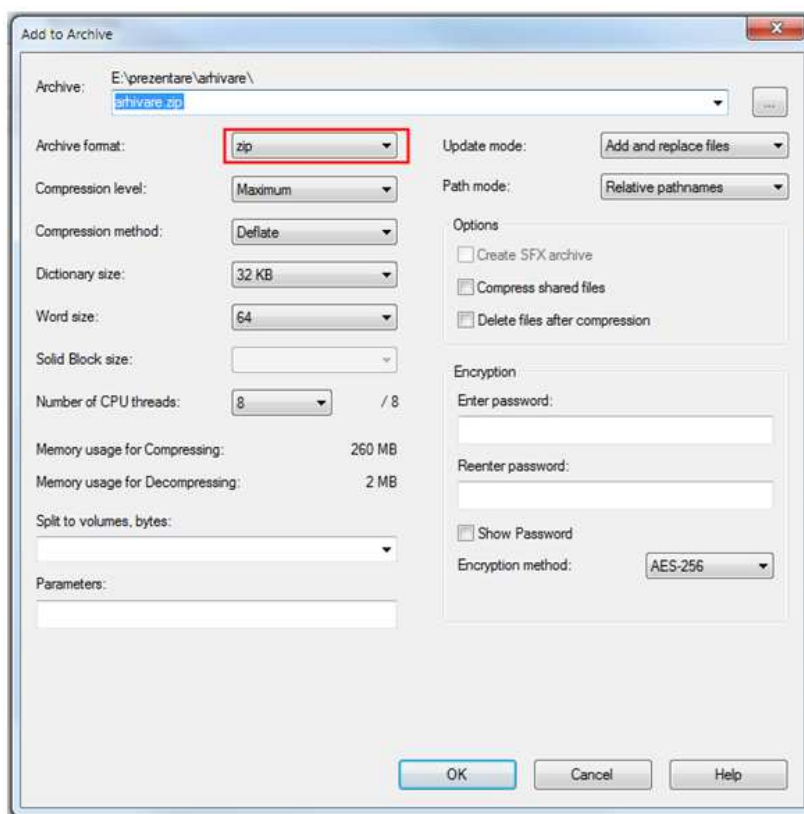 Add to Archive
Archive:
E:\prezentare\arhivare\
arhivare.zip
...
Archive format:
zip
Update mode:
Add and replace files
Compression level:
Maximum
Path mode:
Relative pathnames
Compression method:
Deflate
Options
Create SFX archive
Dictionary size:
32 KB
Compress shared files
Word size:
64
Delete files after compression
Solid Block size:
Encryption
Number of CPU threads:
8
/ 8
Enter password:
Memory usage for Compressing:
260 MB
Reenter password:
Memory usage for Decompressing:
2 MB
Split to volumes, bytes:
Show Password
Encryption method:
AES-256
Parameters:
OK
Cancel
Help